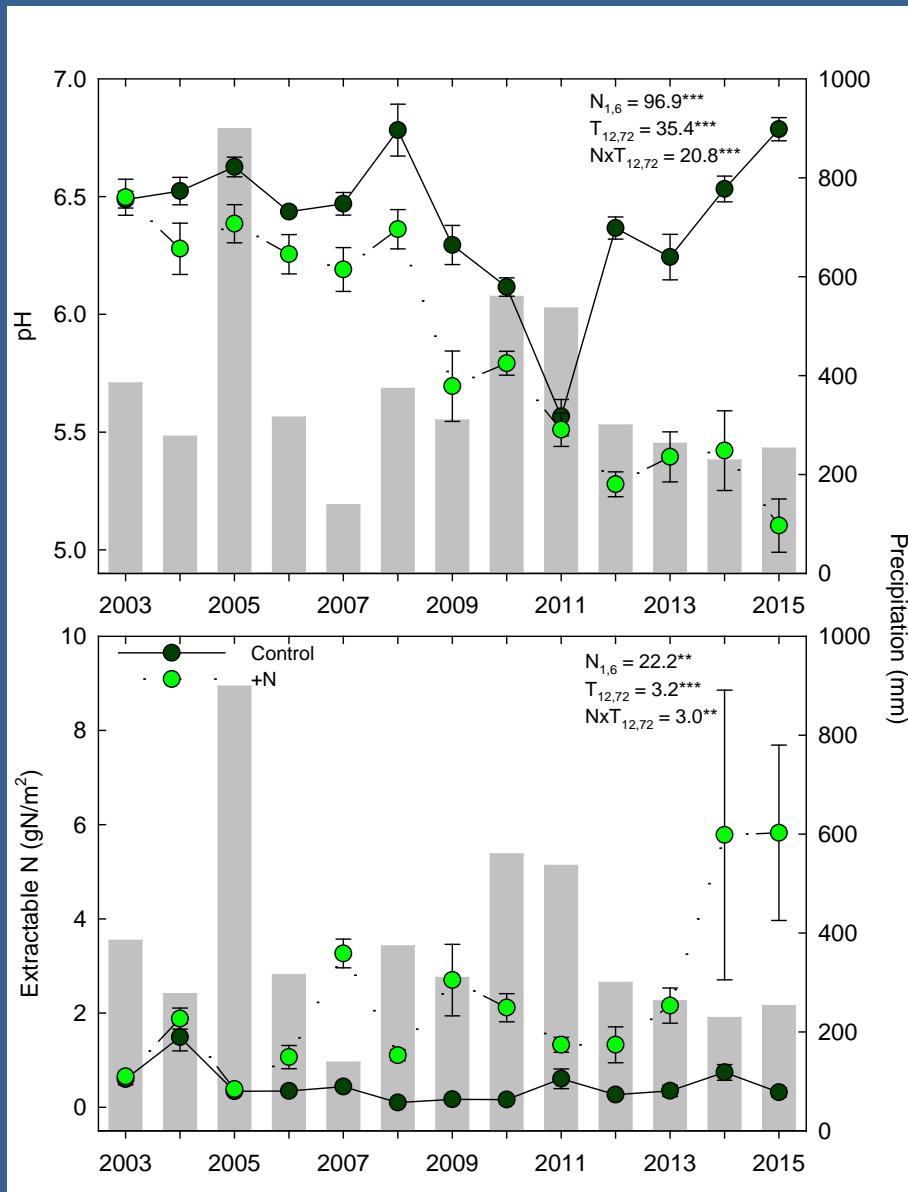 7.0
6.5
6.0
5.5
5.0
pH
N1,6 = 96.9***
T12,72 = 35.4***
NxT12,72 = 20.8***
1000
800
600
400
200
0
2003 2005 2007 2009 2011 2013 2015
Precipitation (mm)
10
8
6
4
2
0
Extractable N (gN/m2)
Control
+N
N1,6 = 22.2**
T12,72 = 3.2***
NxT12,72 = 3.0**
1000
800
600
400
200
0
2003 2005 2007 2009 2011 2013 2015